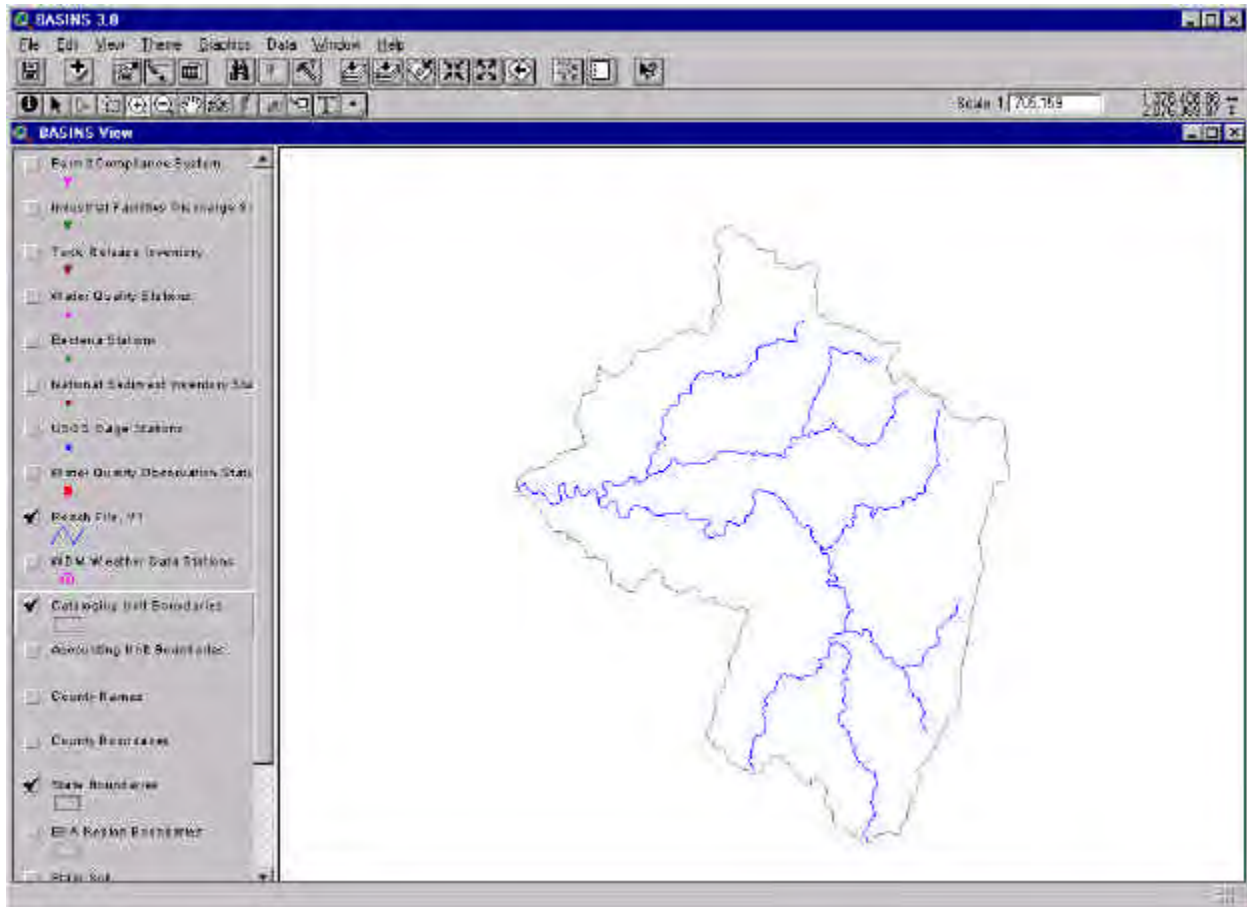 BASINS 3.0
File Edit View Theme Graphics Data Window Help
Scale 1: 705,159
BASINS View
Permit Compliance System
Industrial Facilities Discharge
Toxic Release Inventory
Water Quality Stations
Bacteria Stations
National Sediment Inventory Sta
USGS Gage Stations
Water Quality Observation Stati
Reach File, V1
WDM Weather Data Stations
Cataloging Unit Boundaries
Accounting Unit Boundaries
County Names
County Boundaries
State Boundaries
EPA Region Boundaries
State Soil